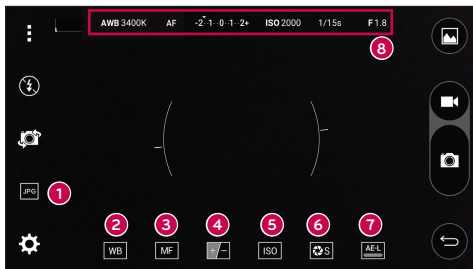 AWB 3400K AF -2··1··0··1··2+ ISO 2000 1/15s F1.8
8
JPG 1
2 3 4 5 6 7
WB MF +/- ISO S AE-L